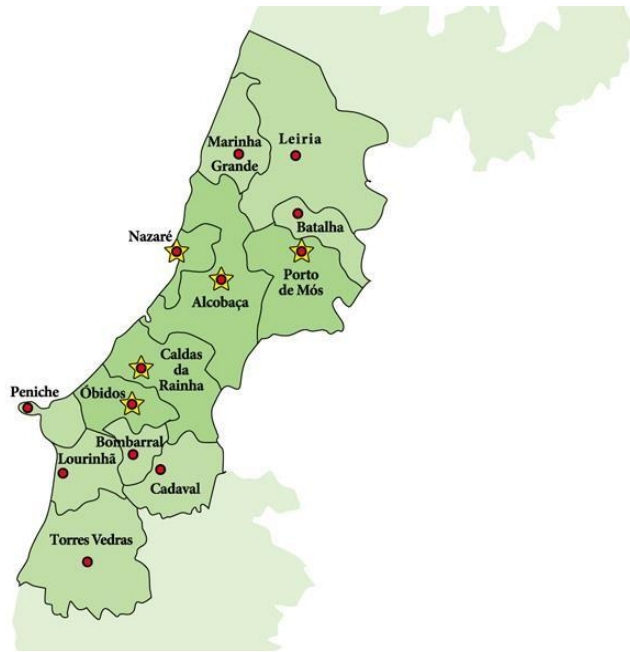 Marinha
Grande
Leiria
Batalha
Nazaré
Porto
de Mós
Alcobaça
Caldas
da
Rainha
Peniche
Óbidos
Bombarral
Lourinhã
Cadaval
Torres Vedras